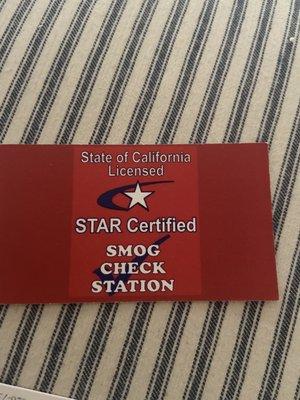 State of California
Licensed
STAR Certified
SMOG
CHECK
STATION